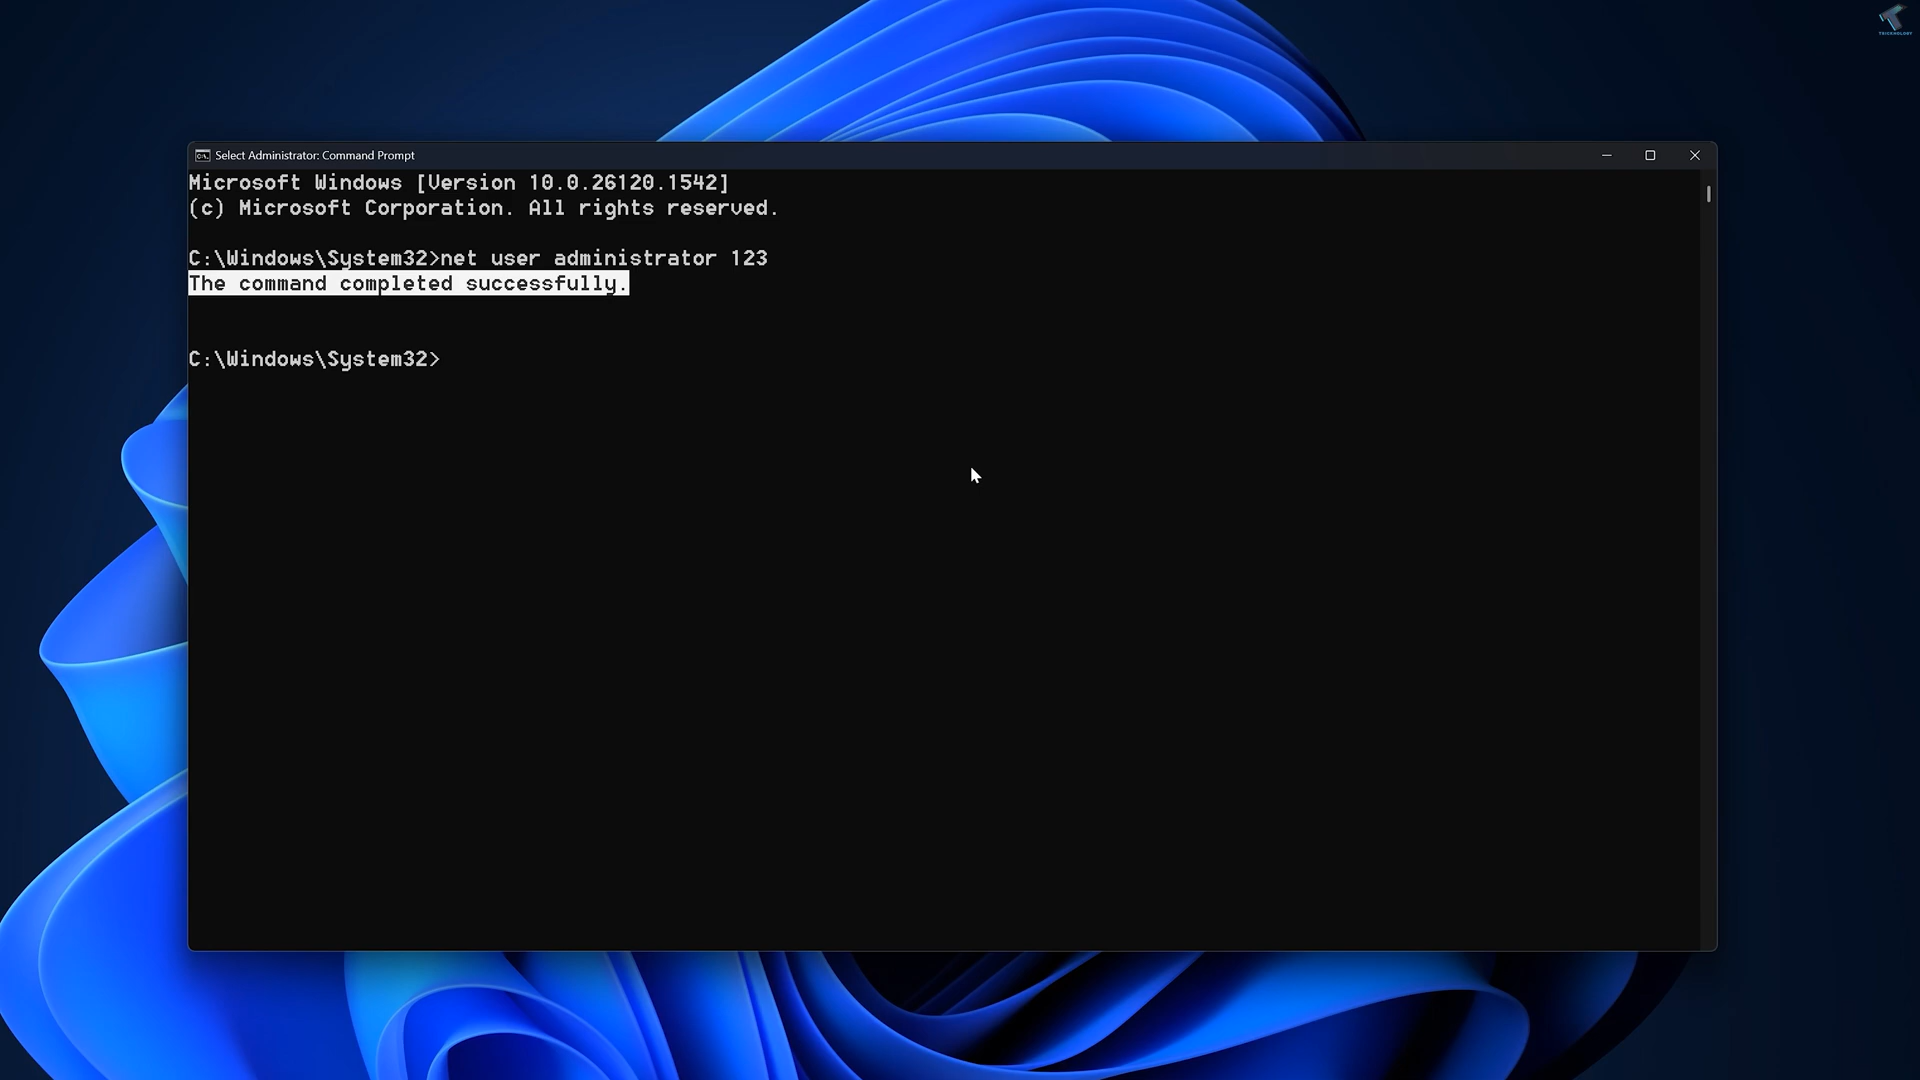 TRICKNOLOGY
Select Administrator: Command Prompt
Microsoft Windows [Version 10.0.26120.1542]
(c) Microsoft Corporation. All rights reserved.
C:\Windows\System32>net user administrator 123
The command completed successfully.
C:\Windows\System32>